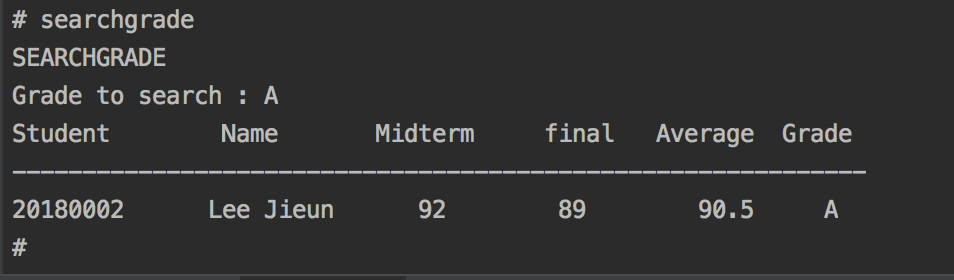 # searchgrade
SEARCHGRADE
Grade to search : A
Student Name Midterm final Average Grade
-------------------------------------------------------------
20180002 Lee Jieun 92 89 90.5 A
#